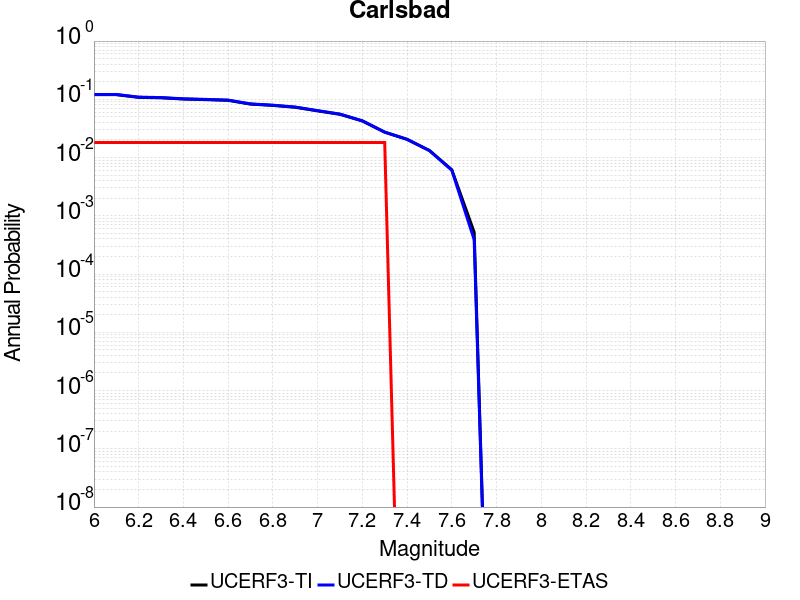 Carlsbad
10^0
10^-1
10^-2
10^-3
10^-4
10^-5
10^-6
10^-7
10^-8
Annual Probability
6 6.2 6.4 6.6 6.8 7 7.2 7.4 7.6 7.8 8 8.2 8.4 8.6 8.8 9
Magnitude
UCERF3-TI UCERF3-TD UCERF3-ETAS